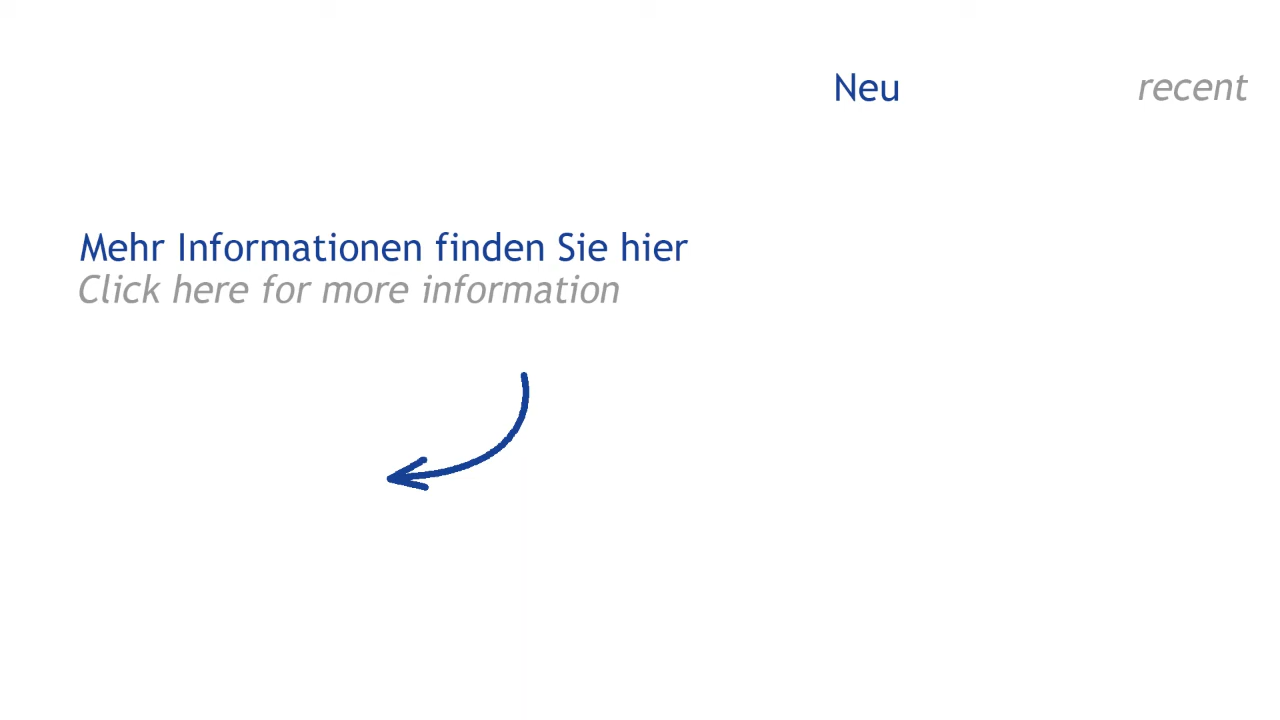 Neu recent
Mehr Informationen finden Sie hier
Click here for more information